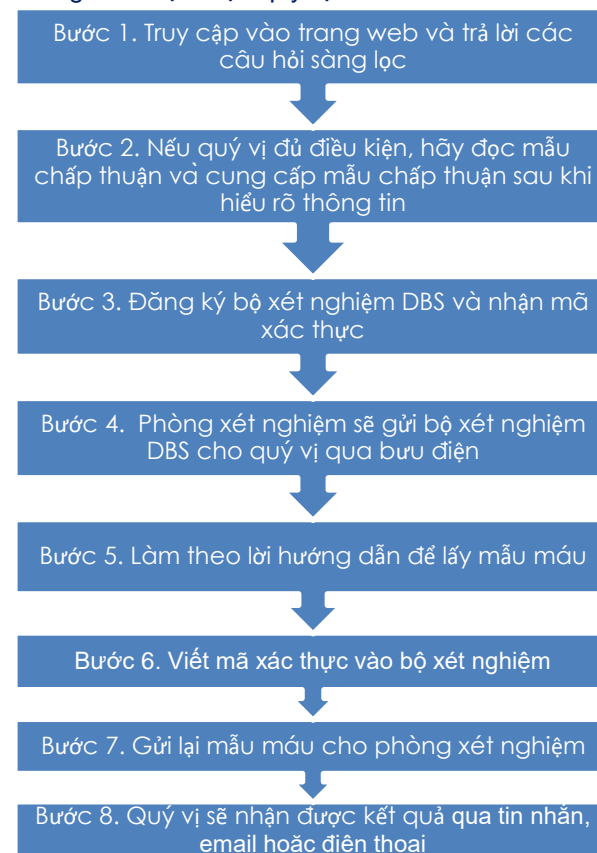 Bước 1. Truy cập vào trang web và trả lời các
câu hỏi sàng lọc
Bước 2. Nếu quý vị đủ điều kiện, hãy đọc mẫu
chấp thuận và cung cấp mẫu chấp thuận sau khi
hiểu rõ thông tin
Bước 3. Đăng ký bộ xét nghiệm DBS và nhận mã
xác thực
Bước 4. Phòng xét nghiệm sẽ gửi bộ xét nghiệm
DBS cho quý vị qua bưu điện
Bước 5. Làm theo lời hướng dẫn để lấy mẫu máu
Bước 6. Viết mã xác thực vào bộ xét nghiệm
Bước 7. Gửi lại mẫu máu cho phòng xét nghiệm
Bước 8. Quý vị sẽ nhận được kết quả qua tin nhắn,
email hoặc điện thoại